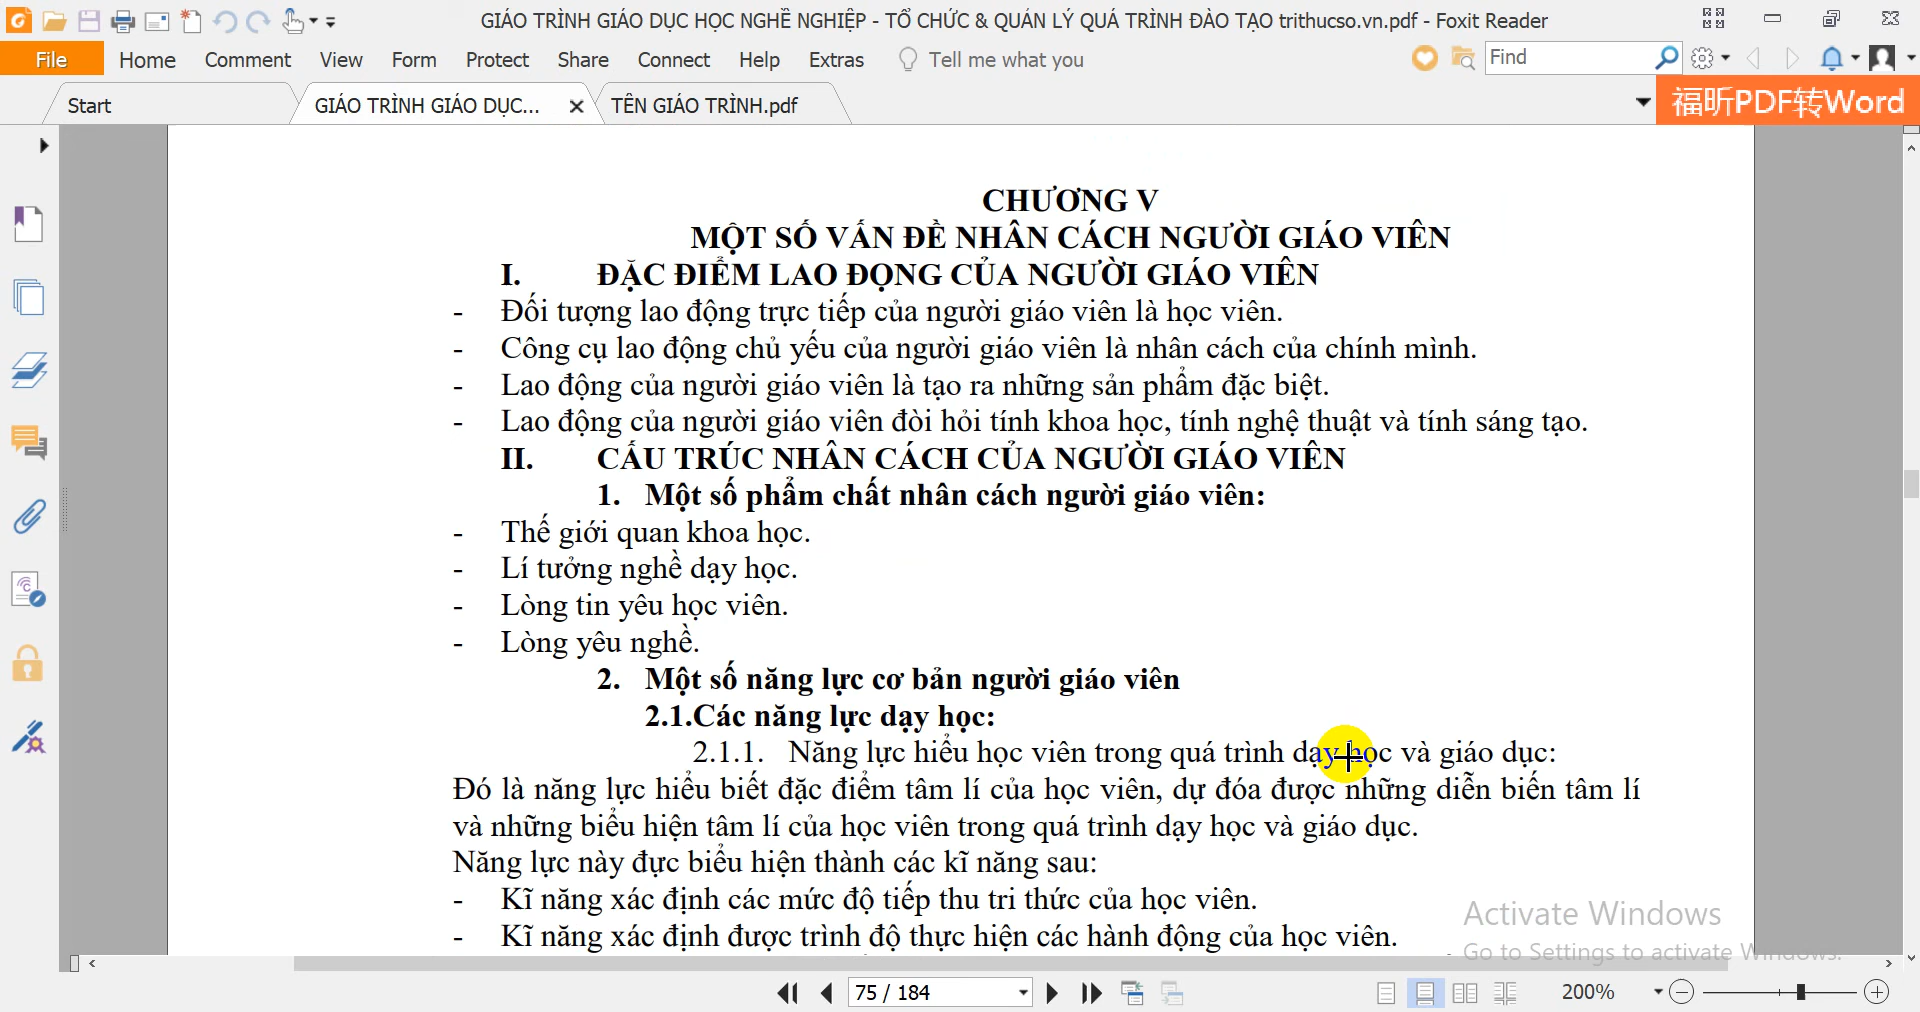 GIÁO TRÌNH GIÁO DỤC HỌC NGHỀ NGHIỆP - TỔ CHỨC & QUẢN LÝ QUÁ TRÌNH ĐÀO TẠO trithucso.vn.pdf - Foxit Reader
File Home Comment View Form Protect Share Connect Help Extras Tell me what you Find
Start GIÁO TRÌNH GIÁO DỤC... TÊN GIÁO TRÌNH.pdf 福昕PDF转Word
CHƯƠNG V
MỘT SỐ VẤN ĐỀ NHÂN CÁCH NGƯỜI GIÁO VIÊN
I. ĐẶC ĐIỂM LAO ĐỌNG CỦA NGƯỜI GIÁO VIÊN
- Đối tượng lao động trực tiếp của người giáo viên là học viên.
- Công cụ lao động chủ yếu của người giáo viên là nhân cách của chính mình.
- Lao động của người giáo viên là tạo ra những sản phẩm đặc biệt.
- Lao động của người giáo viên đòi hỏi tính khoa học, tính nghệ thuật và tính sáng tạo.
II. CẤU TRÚC NHÂN CÁCH CỦA NGƯỜI GIÁO VIÊN
1. Một số phẩm chất nhân cách người giáo viên:
- Thế giới quan khoa học.
- Lí tưởng nghề dạy học.
- Lòng tin yêu học viên.
- Lòng yêu nghề.
2. Một số năng lực cơ bản người giáo viên
2.1.Các năng lực dạy học:
2.1.1. Năng lực hiểu học viên trong quá trình dạy học và giáo dục:
Đó là năng lực hiểu biết đặc điểm tâm lí của học viên, dự đóa được những diễn biến tâm lí
và những biểu hiện tâm lí của học viên trong quá trình dạy học và giáo dục.
Năng lực này đực biểu hiện thành các kĩ năng sau:
- Kĩ năng xác định các mức độ tiếp thu tri thức của học viên.
- Kĩ năng xác định được trình độ thực hiện các hành động của học viên.
Activate Windows
Go to Settings to activate Windows.
75 / 184 200%